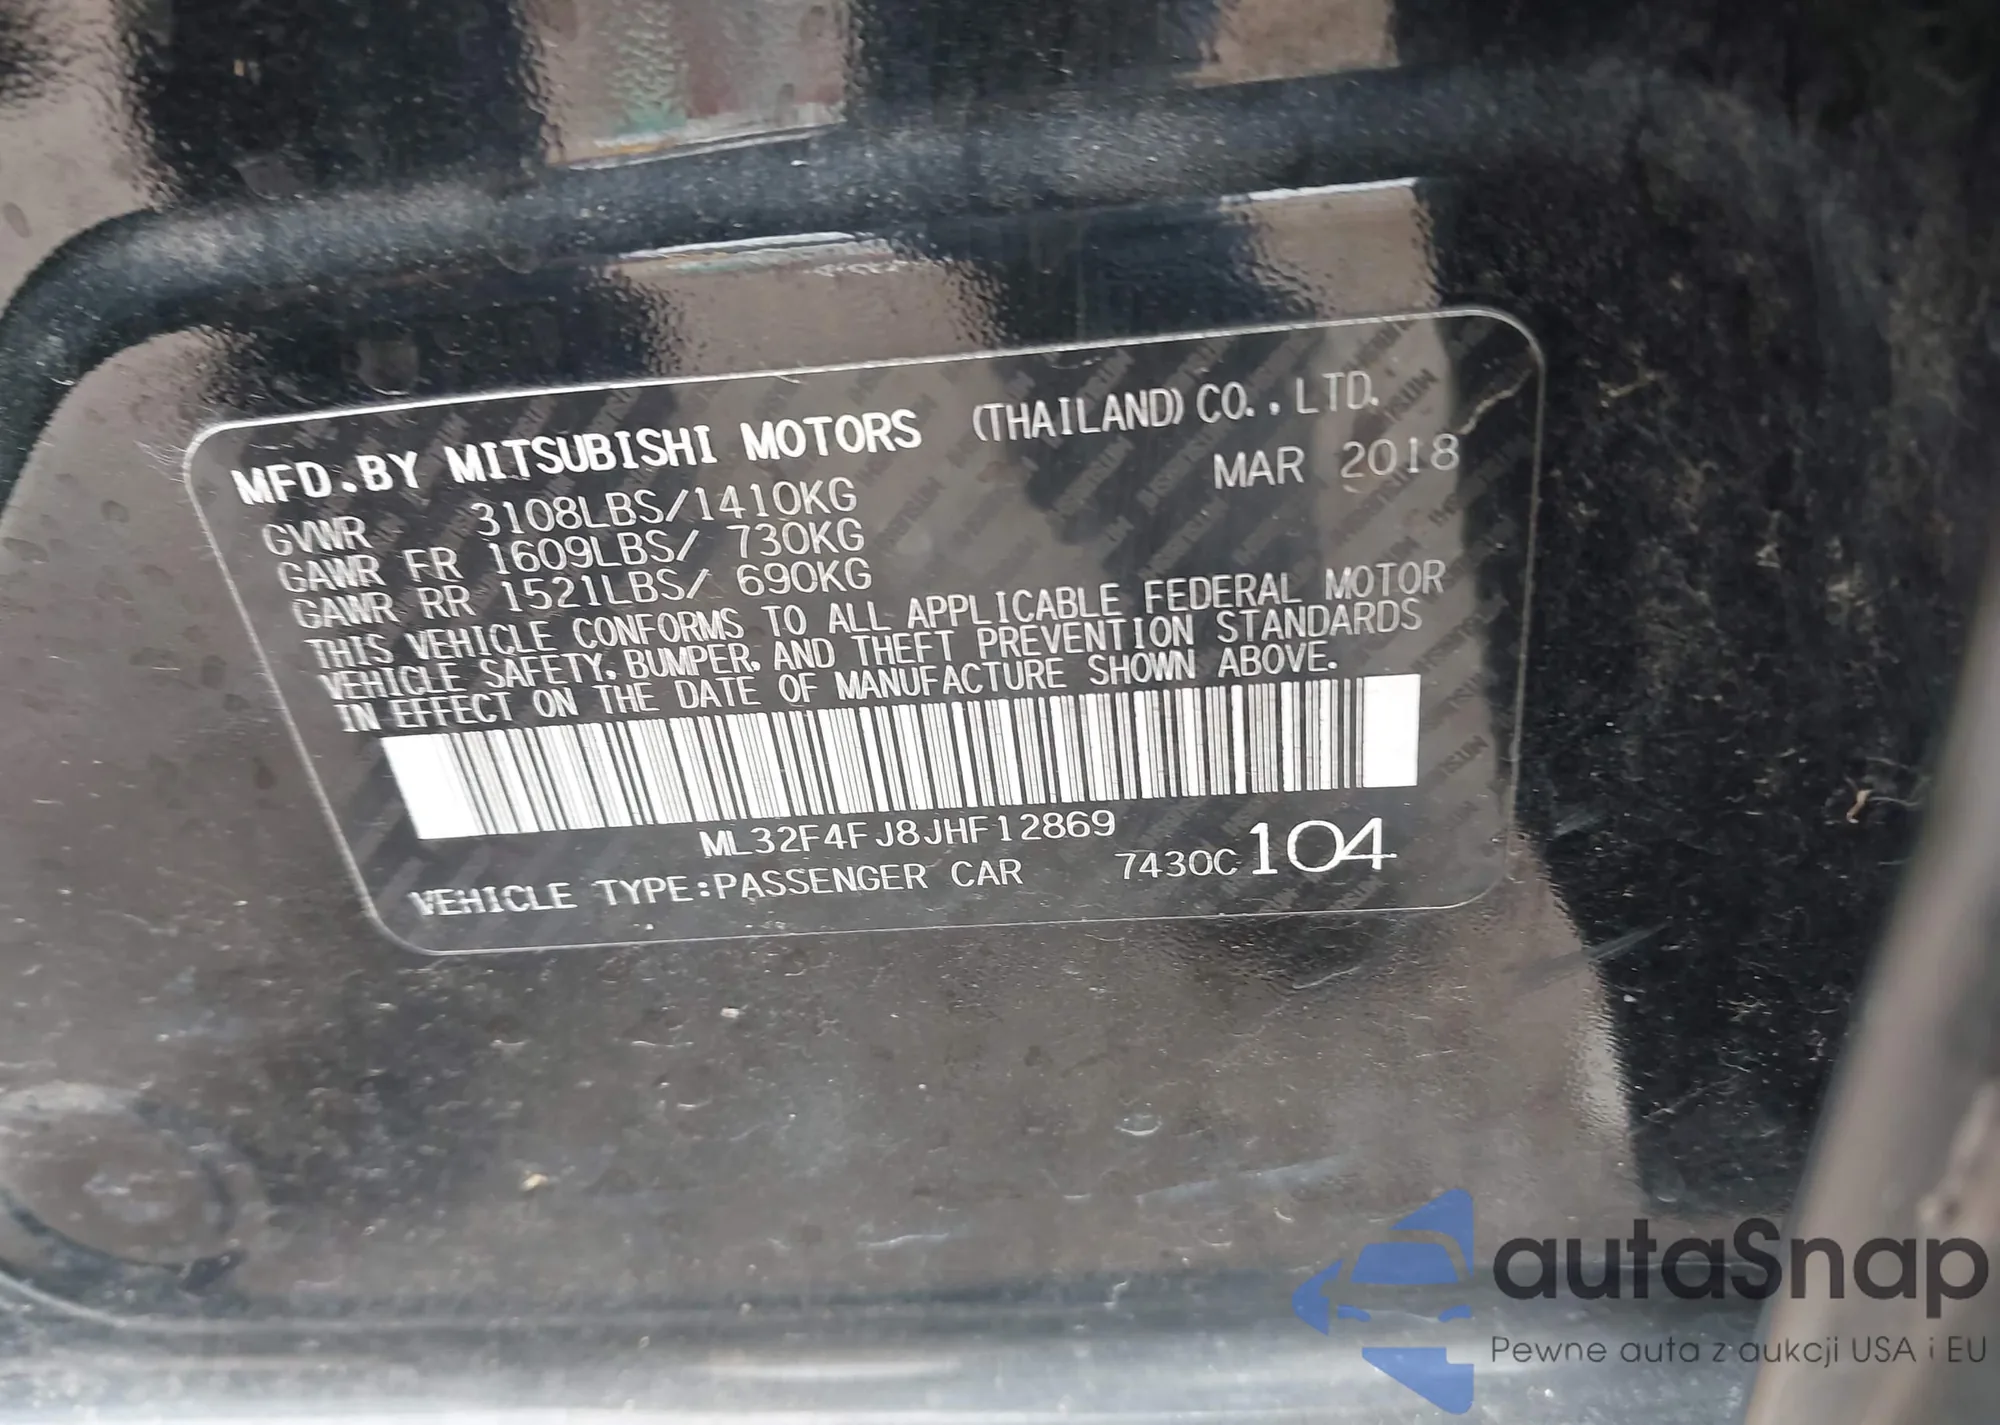 MFD.BY MITSUBISHI MOTORS (THAILAND) CO., LTD.
MAR 2018
GVWR 3108LBS/1410KG
GAWR FR 1609LBS/ 730KG
GAWR RR 1521LBS/ 690KG
THIS VEHICLE CONFORMS TO ALL APPLICABLE FEDERAL MOTOR
VEHICLE SAFETY, BUMPER, AND THEFT PREVENTION STANDARDS
IN EFFECT ON THE DATE OF MANUFACTURE SHOWN ABOVE.
ML32F4FJ8JHF12869
VEHICLE TYPE:PASSENGER CAR 7430C 104
autaSnap
Pewne auta z aukcji USA i EU